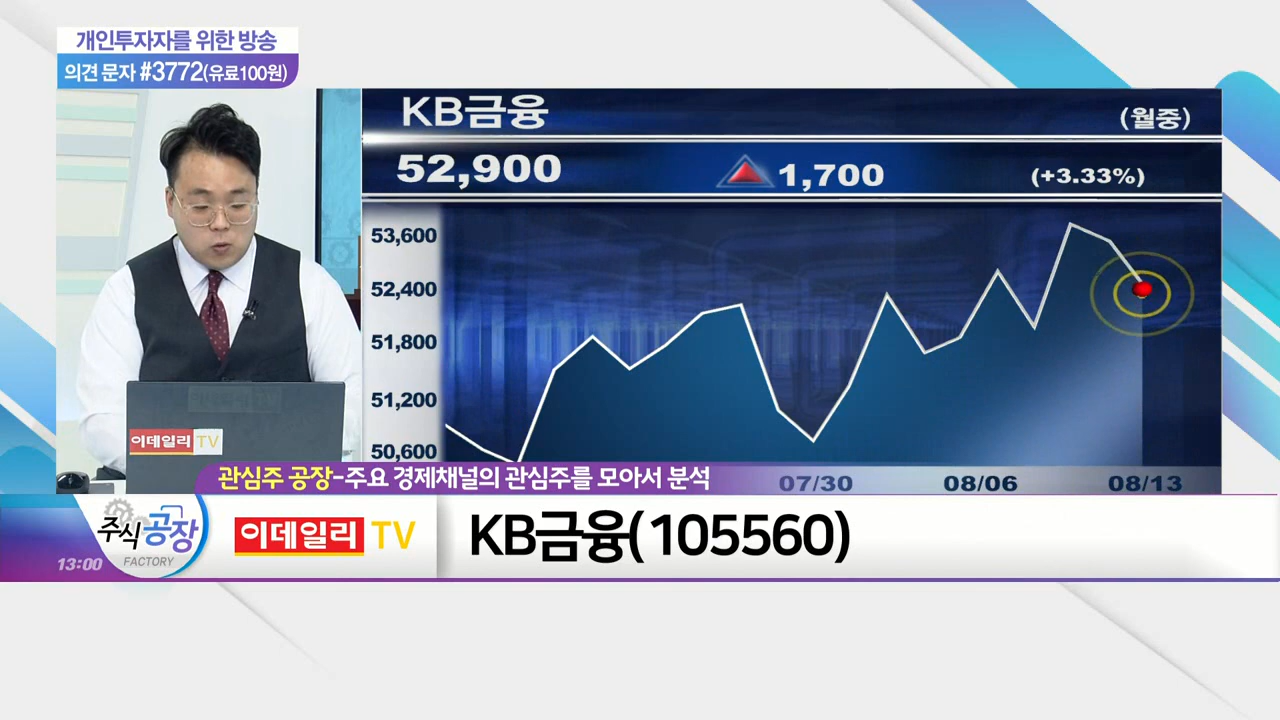 개인투자자를 위한 방송
의견 문자 #3772(유료100원)
KB금융
(월중)
52,900
1,700
(+3.33%)
53,600
52,400
51,800
51,200
50,600
07/30
08/06
08/13
이데일리 TV
관심주 공장-주요 경제채널의 관심주를 모아서 분석
주식공장
FACTORY
13:00
이데일리 TV
KB금융(105560)